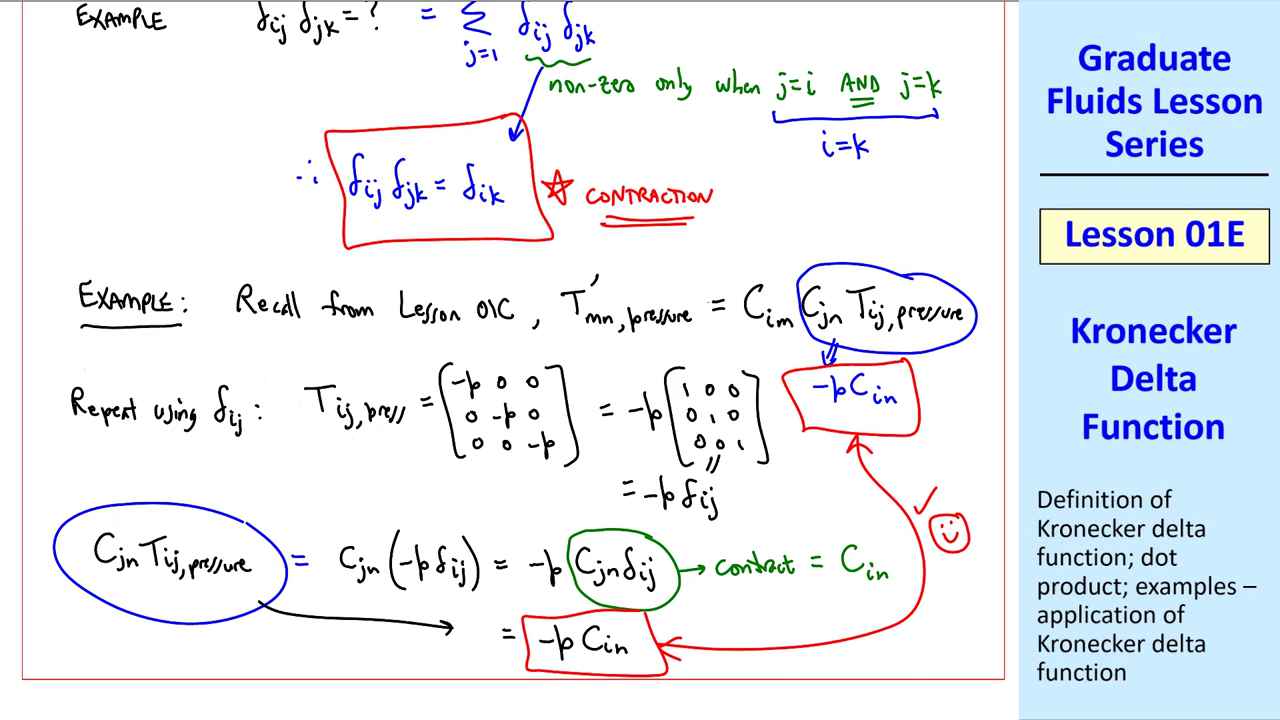 EXAMPLE δij δjk = ? = Σ j=1 δij δjk
non-zero only when j=i AND j=k
i=k
∴ δij δjk = δik ☆ CONTRACTION
EXAMPLE: Recall from Lesson 01C, T'mn,pressure = Cim Cjn Tij,pressure
-p Cin
Repeat using δij: Tij,press = (-p 0 0
0 -p 0
0 0 -p) = -p (1 0 0
0 1 0
0 0 1)
= -p δij
Cjn Tij,pressure = Cjn (-p δij) = -p Cjn δij → contract = Cin
= -p Cin
Graduate
Fluids Lesson
Series
Lesson 01E
Kronecker
Delta
Function
Definition of
Kronecker delta
function; dot
product; examples –
application of
Kronecker delta
function